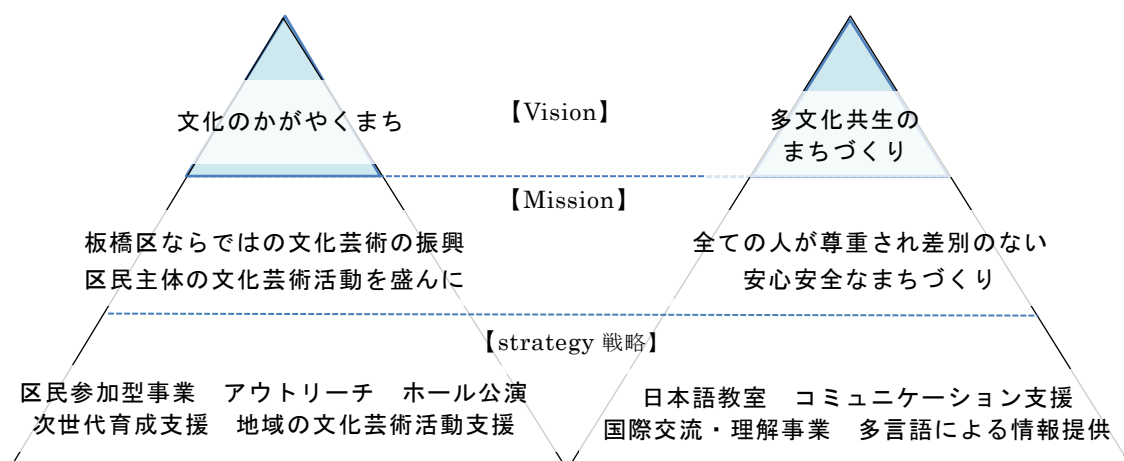 文化のかがやくまち
【Vision】
多文化共生の
まちづくり
【Mission】
板橋区ならではの文化芸術の振興
区民主体の文化芸術活動を盛んに
全ての人が尊重され差別のない
安心安全なまちづくり
【strategy 戦略】
区民参加型事業　アウトリーチ　ホール公演
次世代育成支援　地域の文化芸術活動支援
日本語教室　コミュニケーション支援
国際交流・理解事業　多言語による情報提供